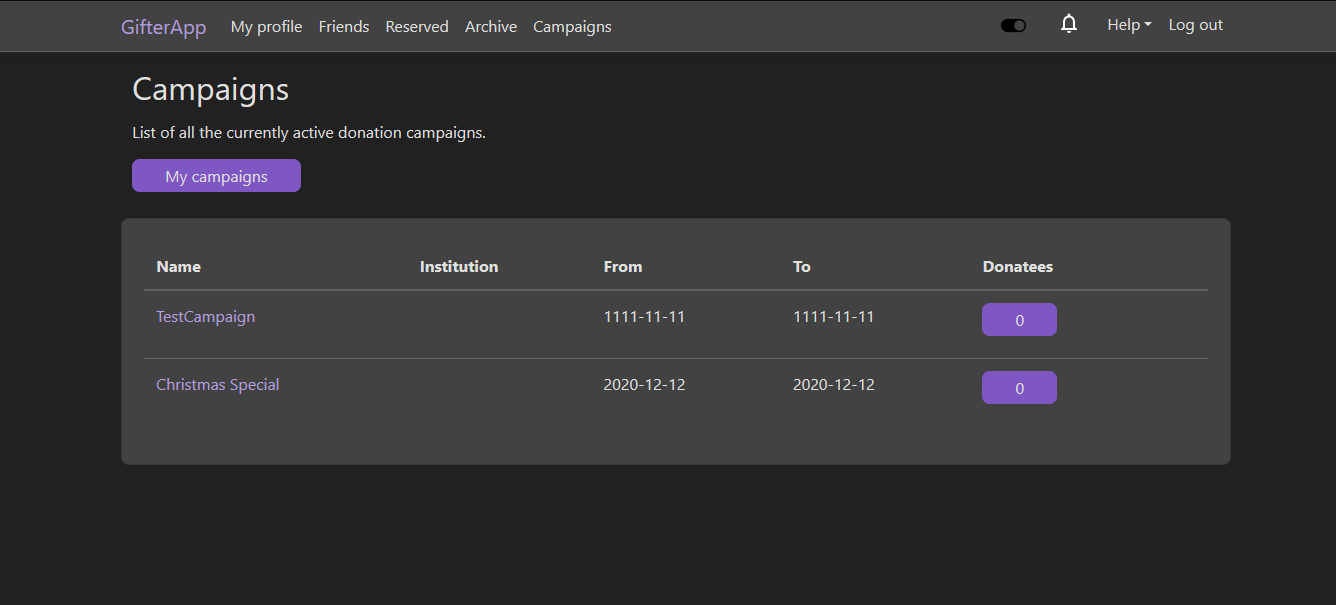 GifterApp My profile Friends Reserved Archive Campaigns Help Log out
Campaigns
List of all the currently active donation campaigns.
My campaigns
Name Institution From To Donatees
TestCampaign 1111-11-11 1111-11-11 0
Christmas Special 2020-12-12 2020-12-12 0